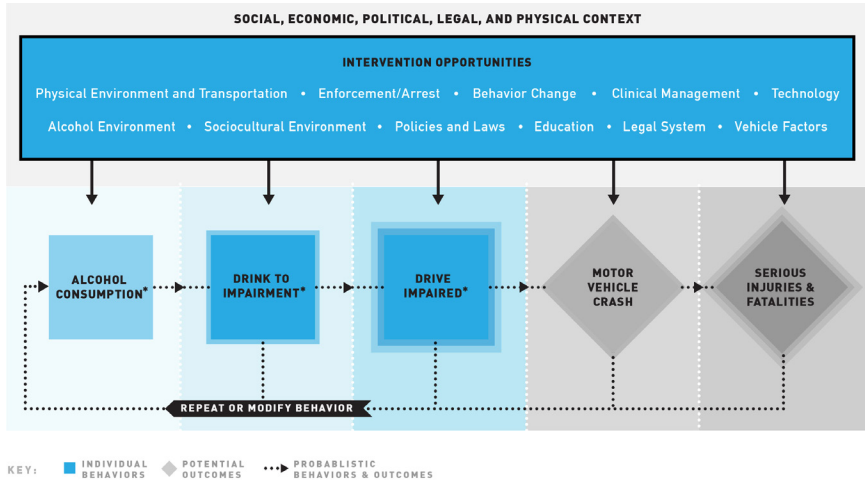 SOCIAL, ECONOMIC, POLITICAL, LEGAL, AND PHYSICAL CONTEXT
INTERVENTION OPPORTUNITIES
Physical Environment and Transportation • Enforcement/Arrest • Behavior Change • Clinical Management • Technology
Alcohol Environment • Sociocultural Environment • Policies and Laws • Education • Legal System • Vehicle Factors
ALCOHOL
CONSUMPTION*
DRINK TO
IMPAIRMENT*
DRIVE
IMPAIRED*
MOTOR
VEHICLE
CRASH
SERIOUS
INJURIES &
FATALITIES
REPEAT OR MODIFY BEHAVIOR
KEY:
INDIVIDUAL
BEHAVIORS
POTENTIAL
OUTCOMES
PROBABLISTIC
BEHAVIORS & OUTCOMES